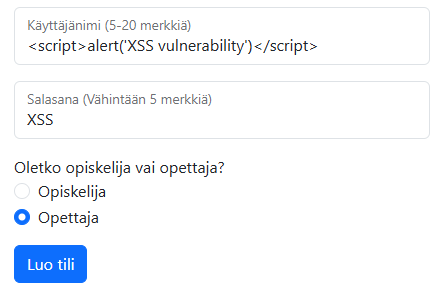 Käyttäjänimi (5-20 merkkiä)
<script>alert('XSS vulnerability')</script>
Salasana (Vähintään 5 merkkiä)
XSS
Oletko opiskelija vai opettaja?
Opiskelija
Opettaja
Luo tili